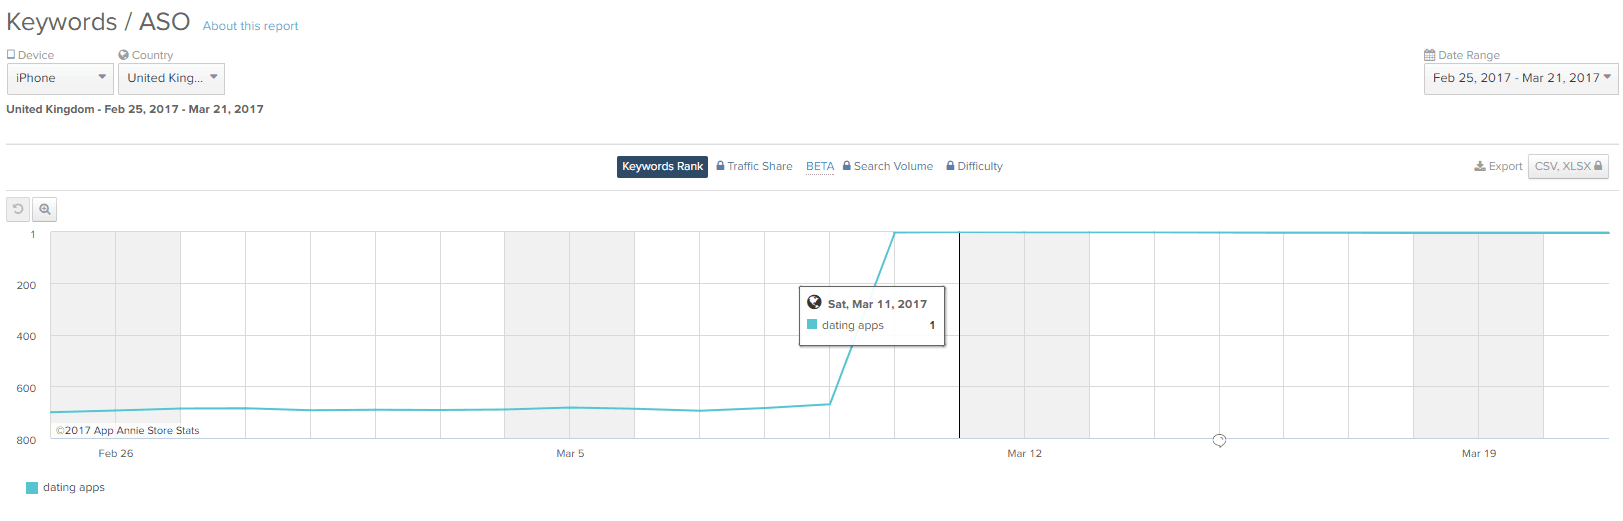 Keywords / ASO About this report
Device Country Date Range
iPhone United King... Feb 25, 2017 - Mar 21, 2017
United Kingdom - Feb 25, 2017 - Mar 21, 2017
Keywords Rank Traffic Share BETA Search Volume Difficulty Export CSV, XLSX
1
200
Sat, Mar 11, 2017
dating apps 1
400
600
©2017 App Annie Store Stats
800
Feb 26 Mar 5 Mar 12 Mar 19
dating apps